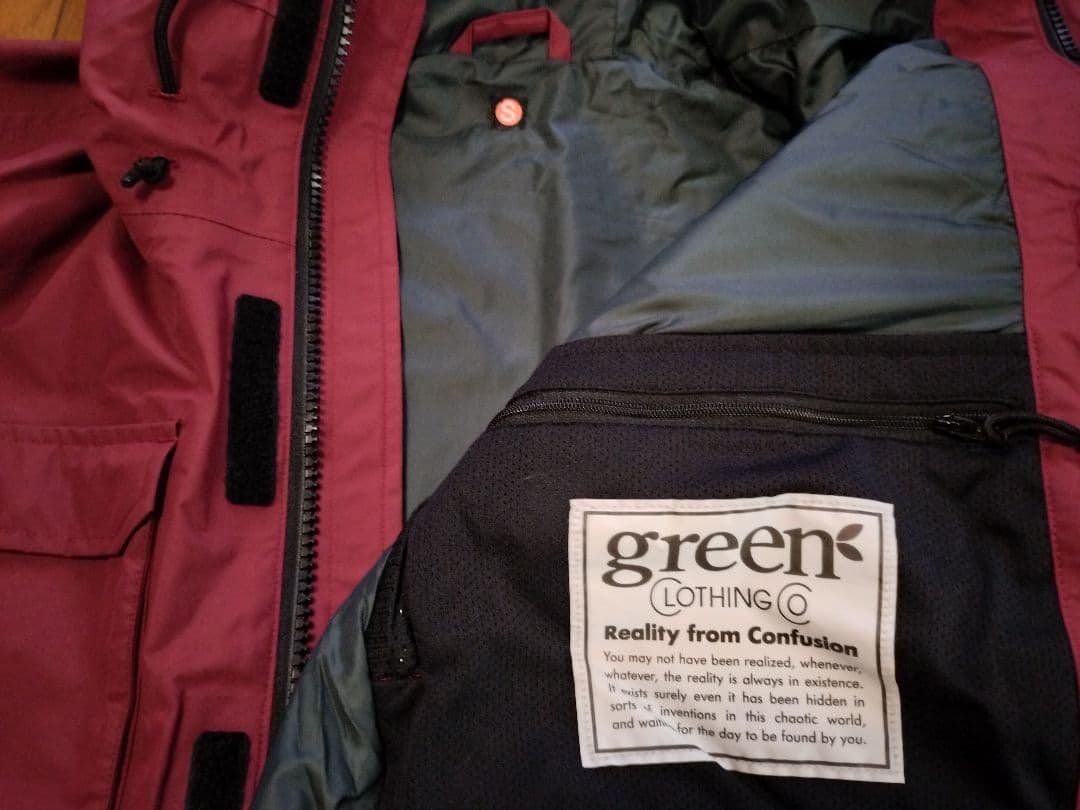 S
green
CLOTHING CO
Reality from Confusion
You may not have been realized, whenever,
whatever, the reality is always in existence.
It exists surely even it has been hidden in
sorts of inventions in this chaotic world,
and waiting for the day to be found by you.